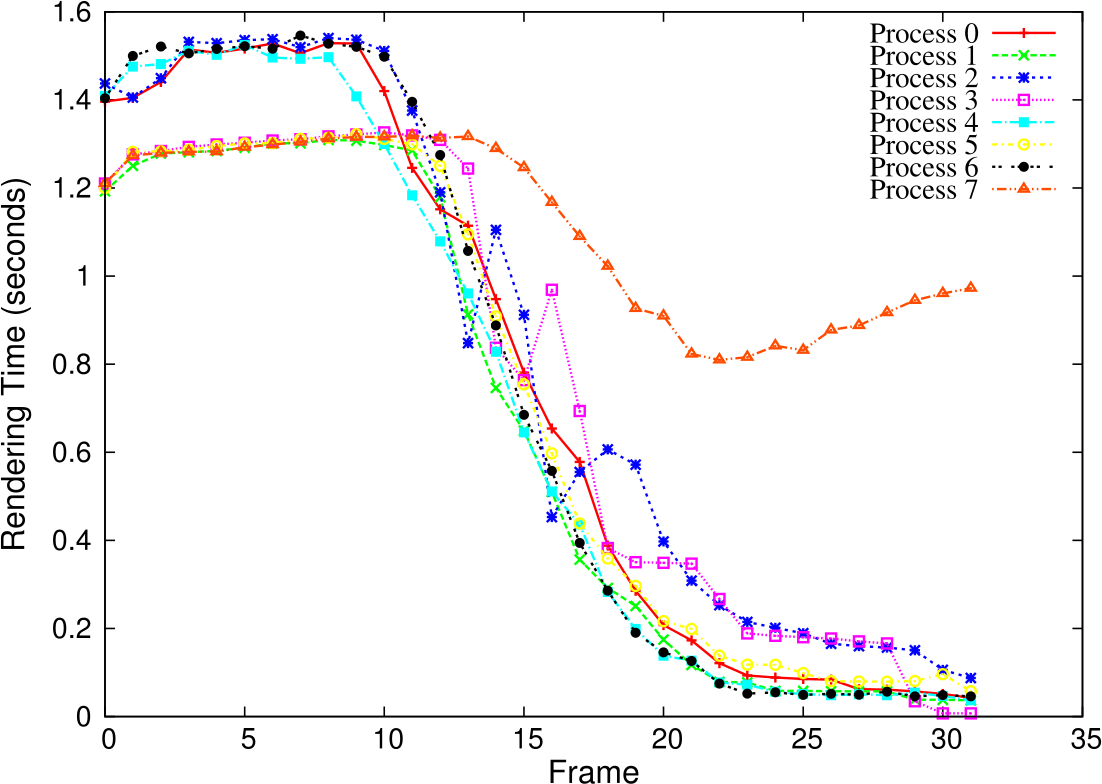 1.6
1.4
1.2
1
0.8
0.6
0.4
0.2
0
Rendering Time (seconds)
Process 0
Process 1
Process 2
Process 3
Process 4
Process 5
Process 6
Process 7
0 5 10 15 20 25 30 35
Frame